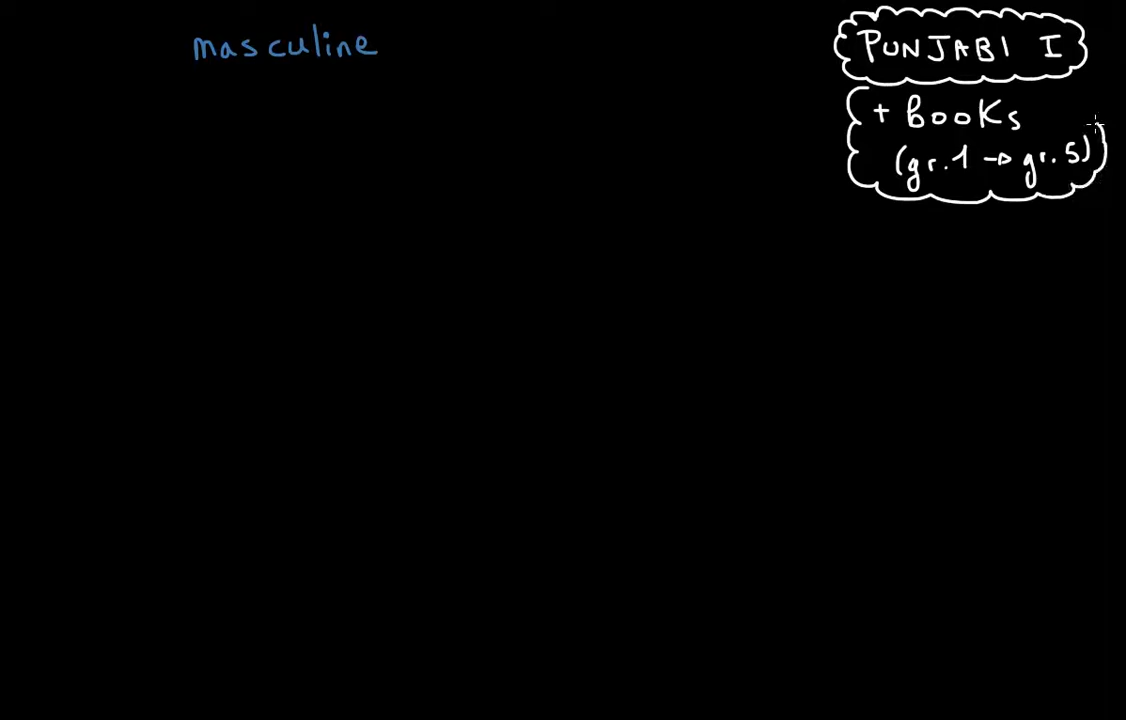 masculine
PUNJABI I
+ Books
(gr.1 → gr.5)